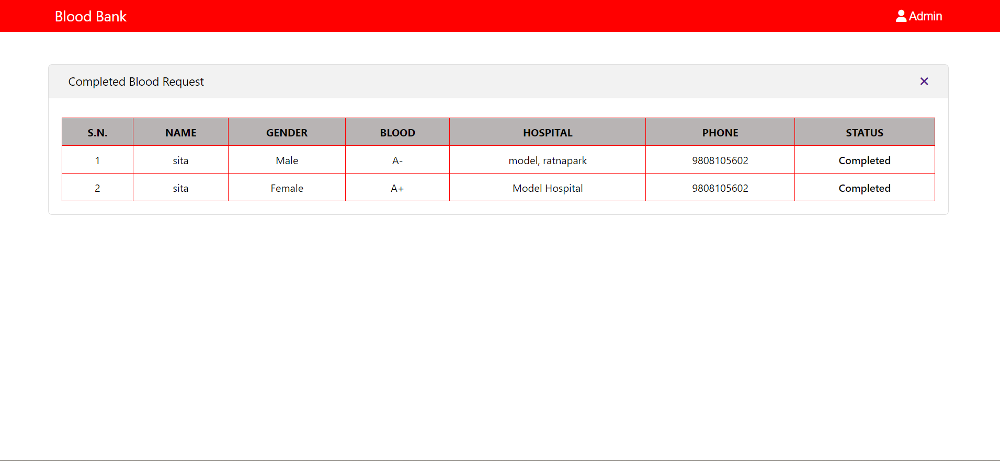 Blood Bank Admin
Completed Blood Request
S.N. NAME GENDER BLOOD HOSPITAL PHONE STATUS
1 sita Male A- model, ratnapark 9808105602 Completed
2 sita Female A+ Model Hospital 9808105602 Completed